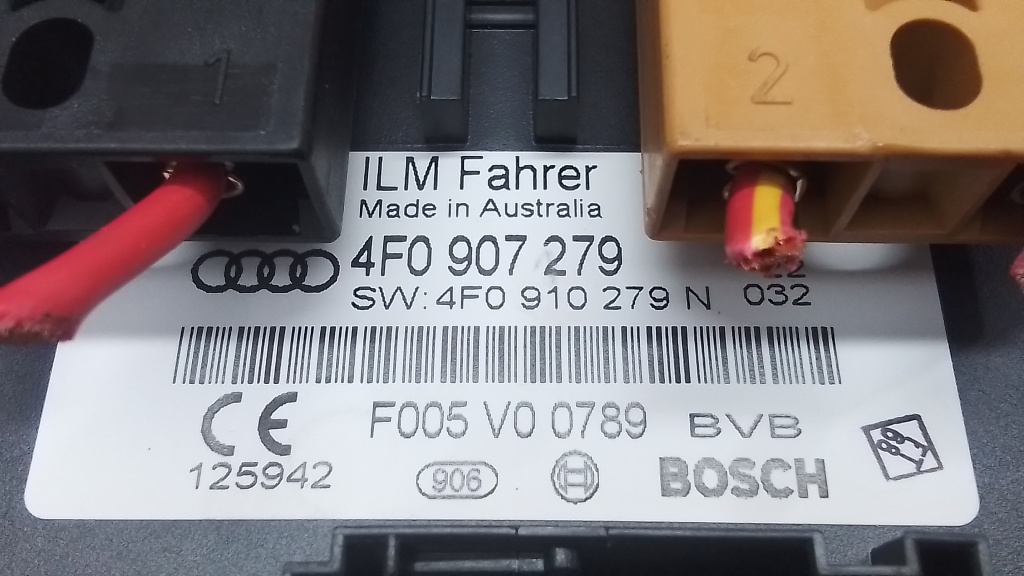 1
2
ILM Fahrer
Made in Australia
4F0 907 279
SW: 4F0 910 279 N 032
F005 V0 0789 BVB
125942 906 BOSCH
89